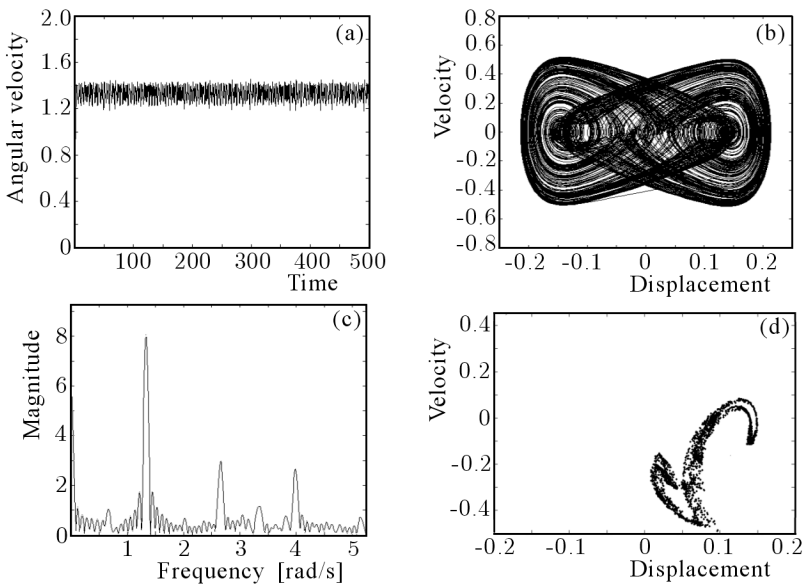 2.0
1.6
1.2
0.8
0.4
0
100 200 300 400 500
Angular velocity
Time
(a)
0.8
0.6
0.4
0.2
0
-0.2
-0.4
-0.6
-0.8
-0.2 -0.1 0 0.1 0.2
Velocity
Displacement
(b)
8
6
4
2
0
1 2 3 4 5
Magnitude
Frequency [rad/s]
(c)
0.4
0.2
0
-0.2
-0.4
-0.2 -0.1 0 0.1 0.2
Velocity
Displacement
(d)